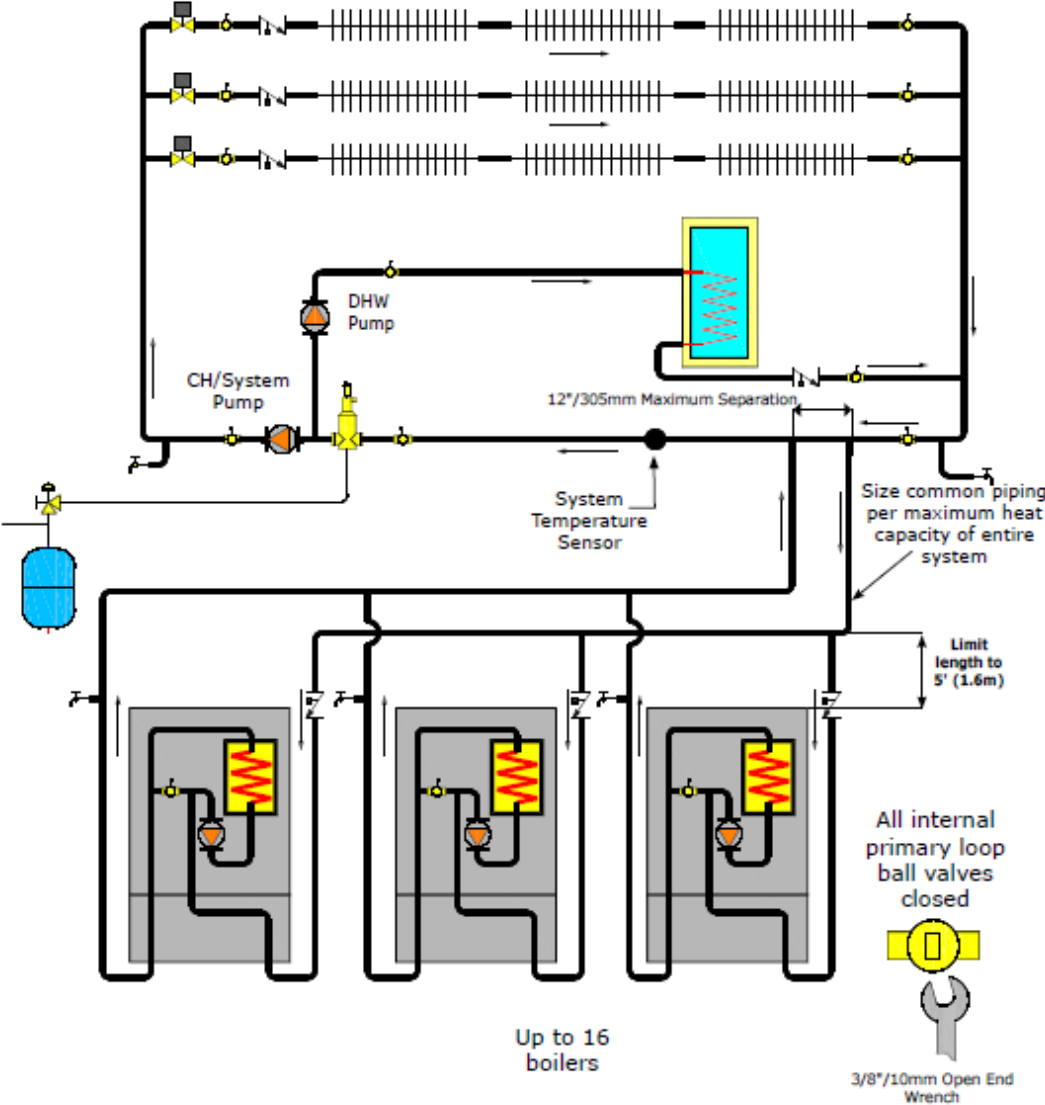 DHW
Pump
CH/System
Pump
12"/305mm Maximum Separation
System
Temperature
Sensor
Size common piping
per maximum heat
capacity of entire
system
Limit
length to
5' (1.6m)
All internal
primary loop
ball valves
closed
Up to 16
boilers
3/8"/10mm Open End
Wrench